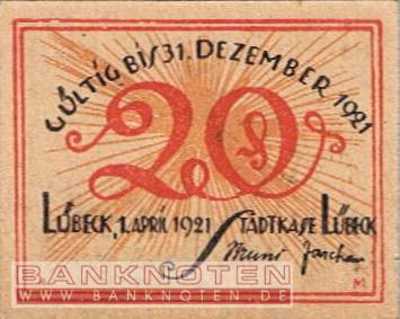 GÜLTIG BIS 31. DEZEMBER 1921
20
LÜBECK, 1. APRIL 1921 STADTKASSE LÜBECK
M
BANKNOTEN
WWW.BANKNOTEN.DE